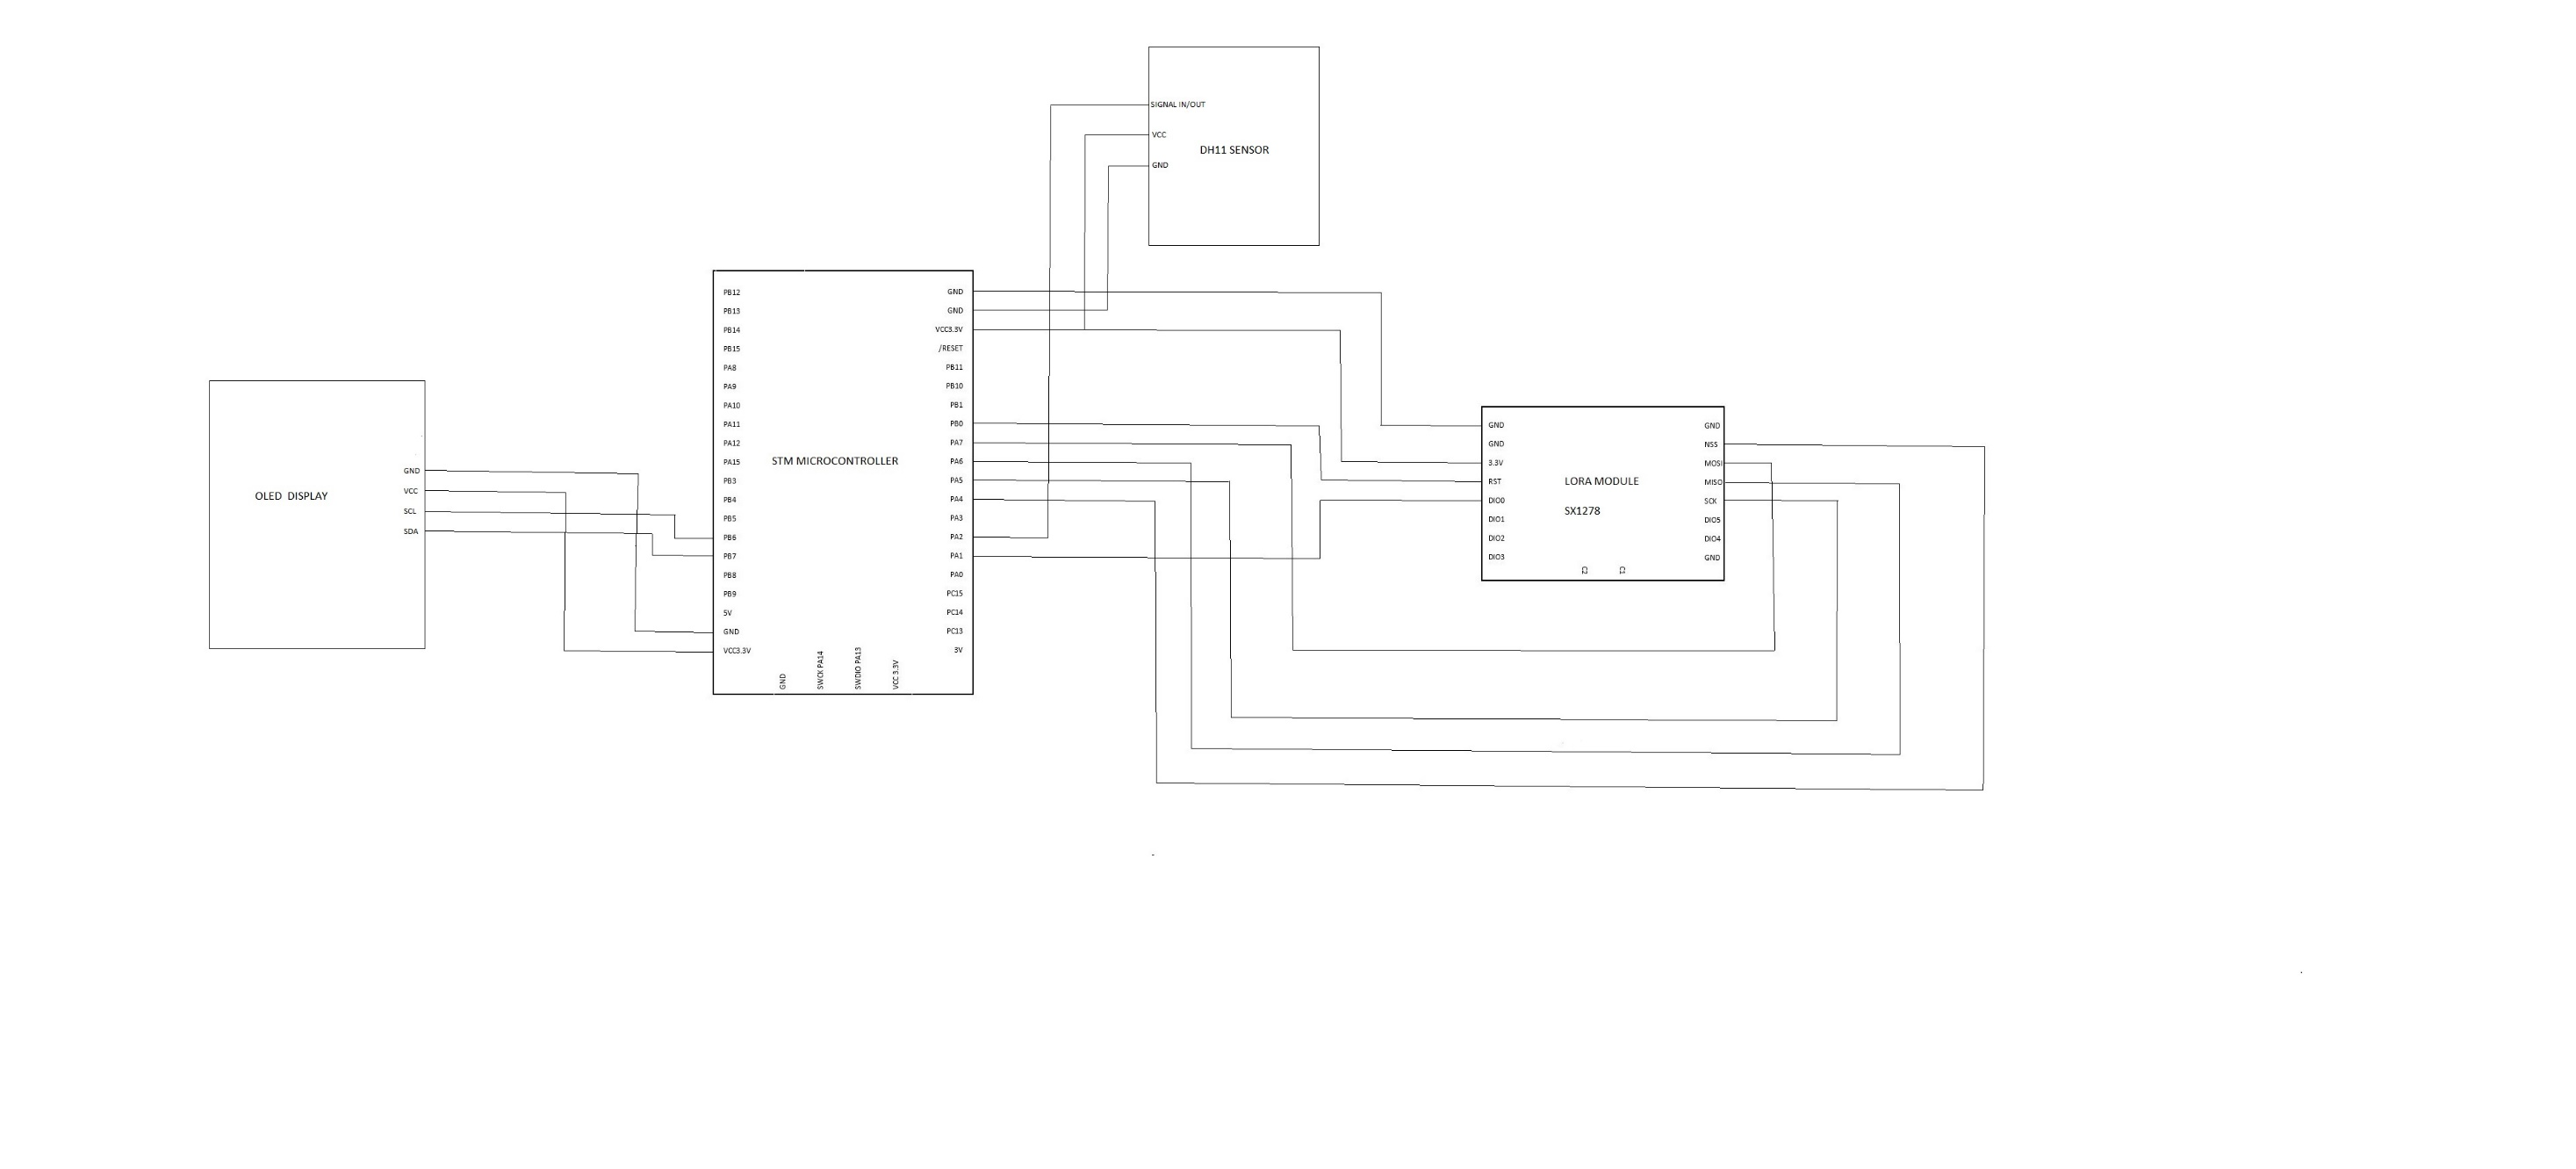 SIGNAL IN/OUT
VCC
DH11 SENSOR
GND
PB12
PB13
PB14
PB15
PA8
PA9
PA10
PA11
PA12
PA15
PB3
PB4
PB5
PB6
PB7
PB8
PB9
5V
GND
VCC3.3V
STM MICROCONTROLLER
GND
GND
VCC3.3V
/RESET
PB11
PB10
PB1
PB0
PA7
PA6
PA5
PA4
PA3
PA2
PA1
PA0
PC15
PC14
PC13
3V
GND
SWCK PA14
SWDIO PA13
VCC 3.3V
OLED DISPLAY
GND
VCC
SCL
SDA
GND
GND
3.3V
RST
DIO0
DIO1
DIO2
DIO3
LORA MODULE
SX1278
GND
NSS
MOSI
MISO
SCK
DIO5
DIO4
GND